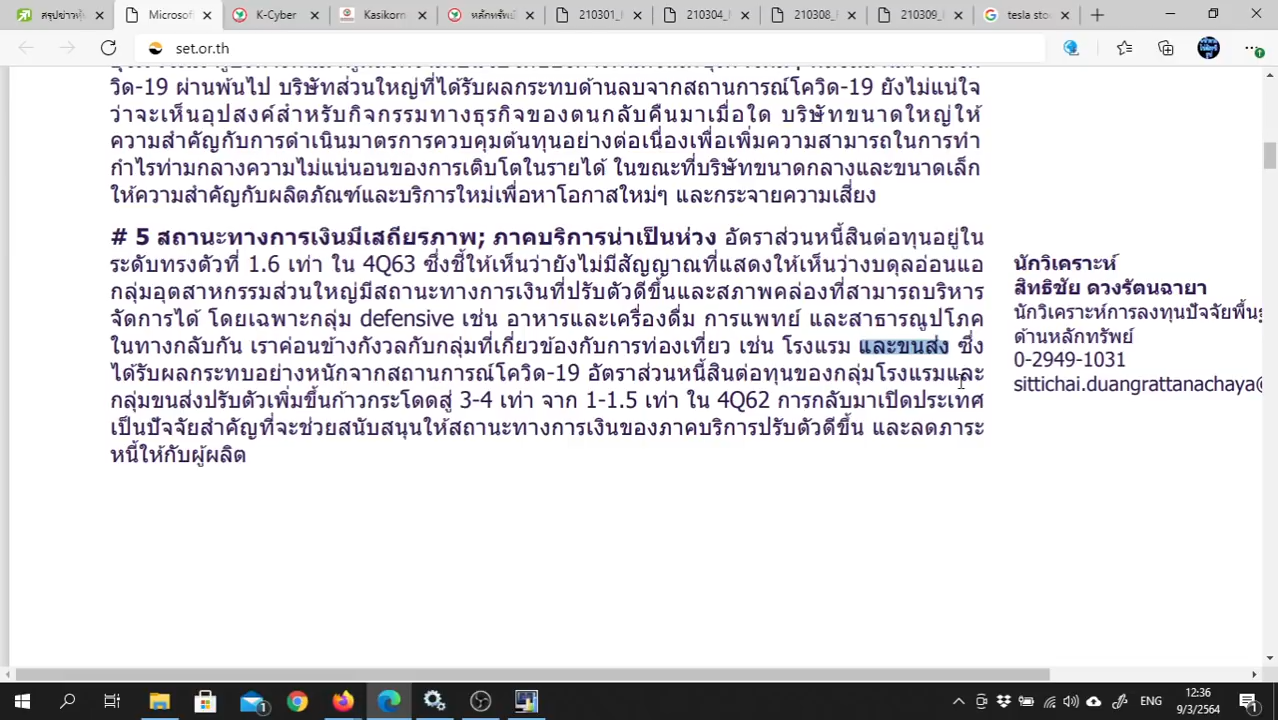 สรุปข่าวหุ้
Microsof
K-Cyber
Kasikorn
หลักทรัพย์
210301_
210304_
210308_
210309_
tesla sto
set.or.th
วิด-19 ผ่านพ้นไป บริษัทส่วนใหญ่ที่ได้รับผลกระทบด้านลบจากสถานการณ์โควิด-19 ยังไม่แน่ใจ
ว่าจะเห็นอุปสงค์สำหรับกิจกรรมทางธุรกิจของตนกลับคืนมาเมื่อใด บริษัทขนาดใหญ่ให้
ความสำคัญกับการดำเนินมาตรการควบคุมต้นทุนอย่างต่อเนื่องเพื่อเพิ่มความสามารถในการทำ
กำไรท่ามกลางความไม่แน่นอนของการเติบโตในรายได้ ในขณะที่บริษัทขนาดกลางและขนาดเล็ก
ให้ความสำคัญกับผลิตภัณฑ์และบริการใหม่เพื่อหาโอกาสใหม่ๆ และกระจายความเสี่ยง
# 5 สถานะทางการเงินมีเสถียรภาพ; ภาคบริการน่าเป็นห่วง อัตราส่วนหนี้สินต่อทุนอยู่ใน
ระดับทรงตัวที่ 1.6 เท่า ใน 4Q63 ซึ่งชี้ให้เห็นว่ายังไม่มีสัญญาณที่แสดงให้เห็นว่างบดุลอ่อนแอ
กลุ่มอุตสาหกรรมส่วนใหญ่มีสถานะทางการเงินที่ปรับตัวดีขึ้นและสภาพคล่องที่สามารถบริหาร
จัดการได้ โดยเฉพาะกลุ่ม defensive เช่น อาหารและเครื่องดื่ม การแพทย์ และสาธารณูปโภค
ในทางกลับกัน เราค่อนข้างกังวลกับกลุ่มที่เกี่ยวข้องกับการท่องเที่ยว เช่น โรงแรม และขนส่ง ซึ่ง
ได้รับผลกระทบอย่างหนักจากสถานการณ์โควิด-19 อัตราส่วนหนี้สินต่อทุนของกลุ่มโรงแรมและ
กลุ่มขนส่งปรับตัวเพิ่มขึ้นก้าวกระโดดสู่ 3-4 เท่า จาก 1-1.5 เท่า ใน 4Q62 การกลับมาเปิดประเทศ
เป็นปัจจัยสำคัญที่จะช่วยสนับสนุนให้สถานะทางการเงินของภาคบริการปรับตัวดีขึ้น และลดภาระ
หนี้ให้กับผู้ผลิต
นักวิเคราะห์
สิทธิชัย ดวงรัตนฉายา
นักวิเคราะห์การลงทุนปัจจัยพื้นฐ
ด้านหลักทรัพย์
0-2949-1031
sittichai.duangrattanachaya@
ENG
12:36
9/3/2564